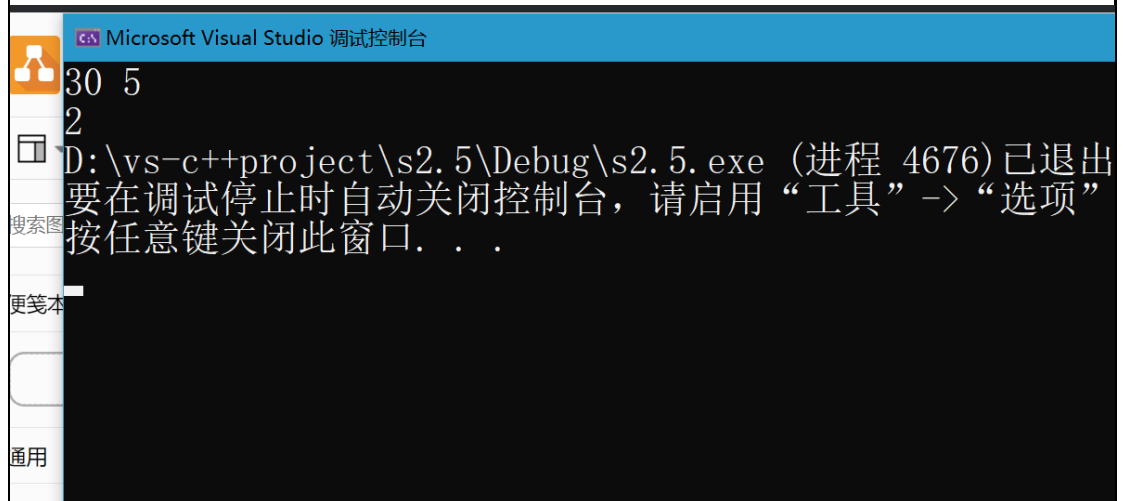 Microsoft Visual Studio 调试控制台
30 5
2
D:\vs-c++project\s2.5\Debug\s2.5.exe (进程 4676)已退出
要在调试停止时自动关闭控制台，请启用“工具”->“选项”
按任意键关闭此窗口. . .
搜索图
便笺本
通用